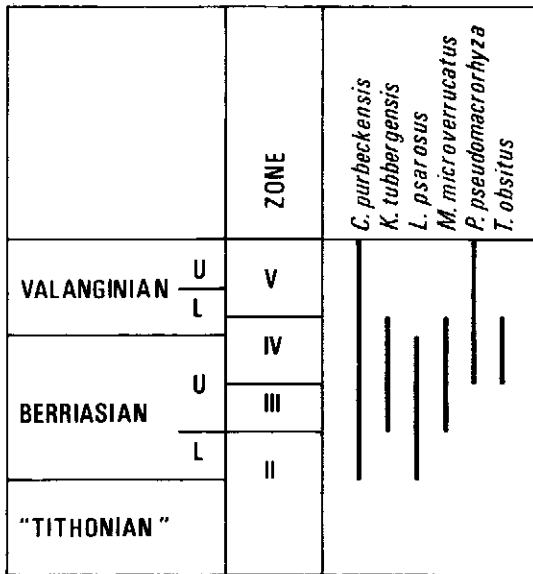 ZONE
C. purbeckensis
K. tubbergensis
L. psarosus
M. microverrucatus
P. pseudomacrorhyza
T. obsitus
VALANGINIAN
U
L
V
IV
BERRIASIAN
U
L
III
II
"TITHONIAN"